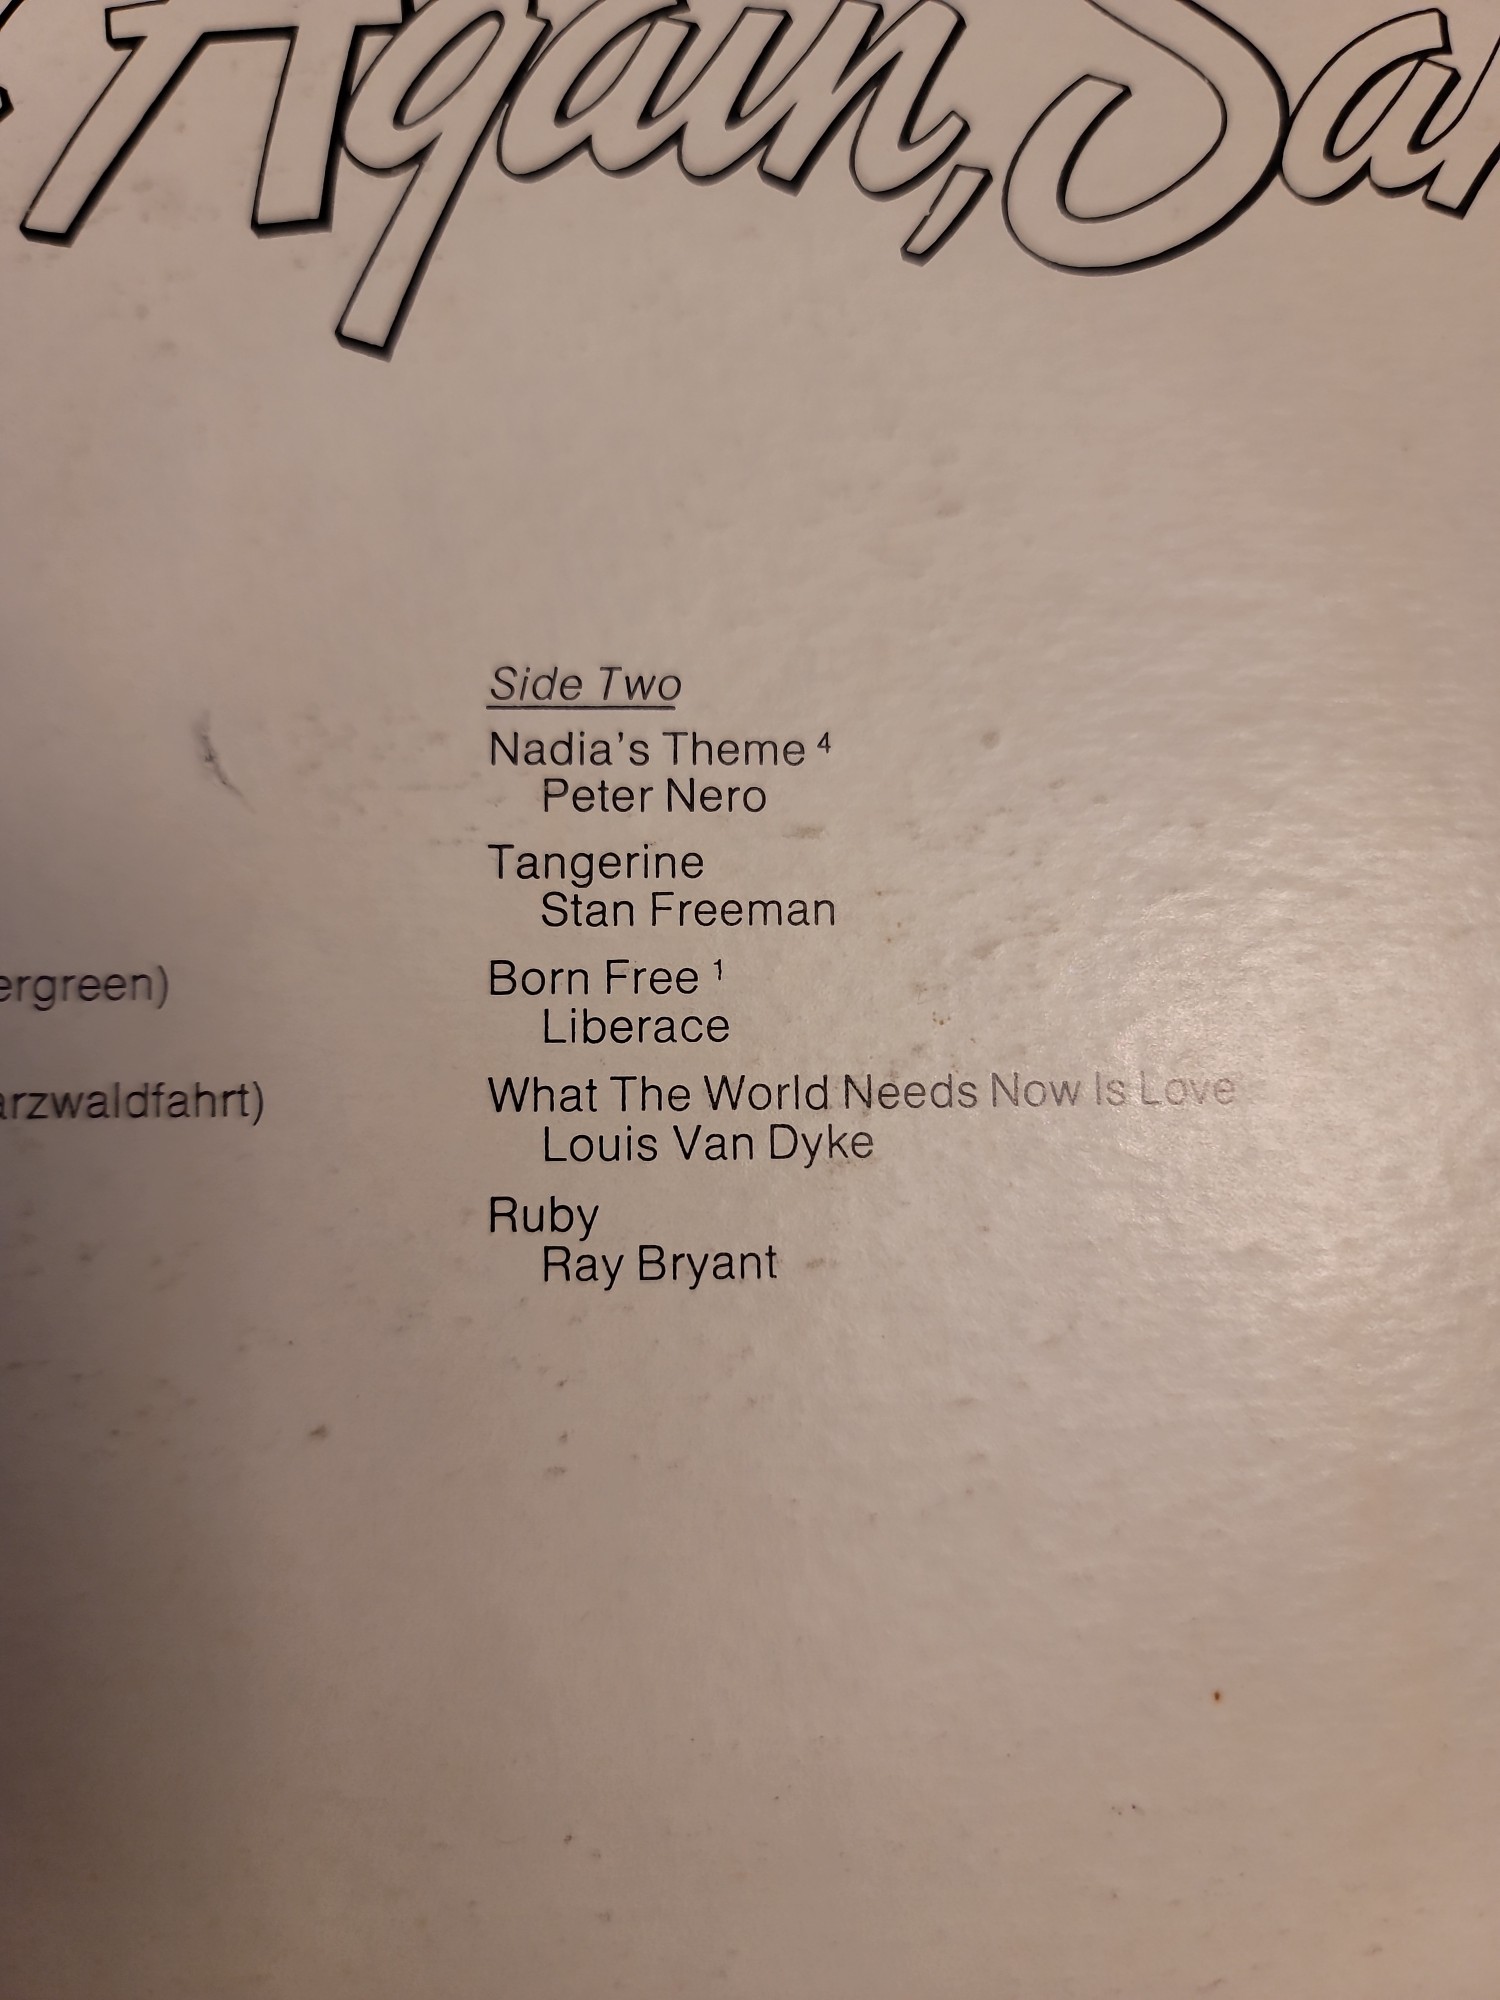 Again, Sa
Side Two
Nadia's Theme 4
Peter Nero
Tangerine
Stan Freeman
ergreen)
Born Free 1
Liberace
arzwaldfahrt)
What The World Needs Now Is Love
Louis Van Dyke
Ruby
Ray Bryant